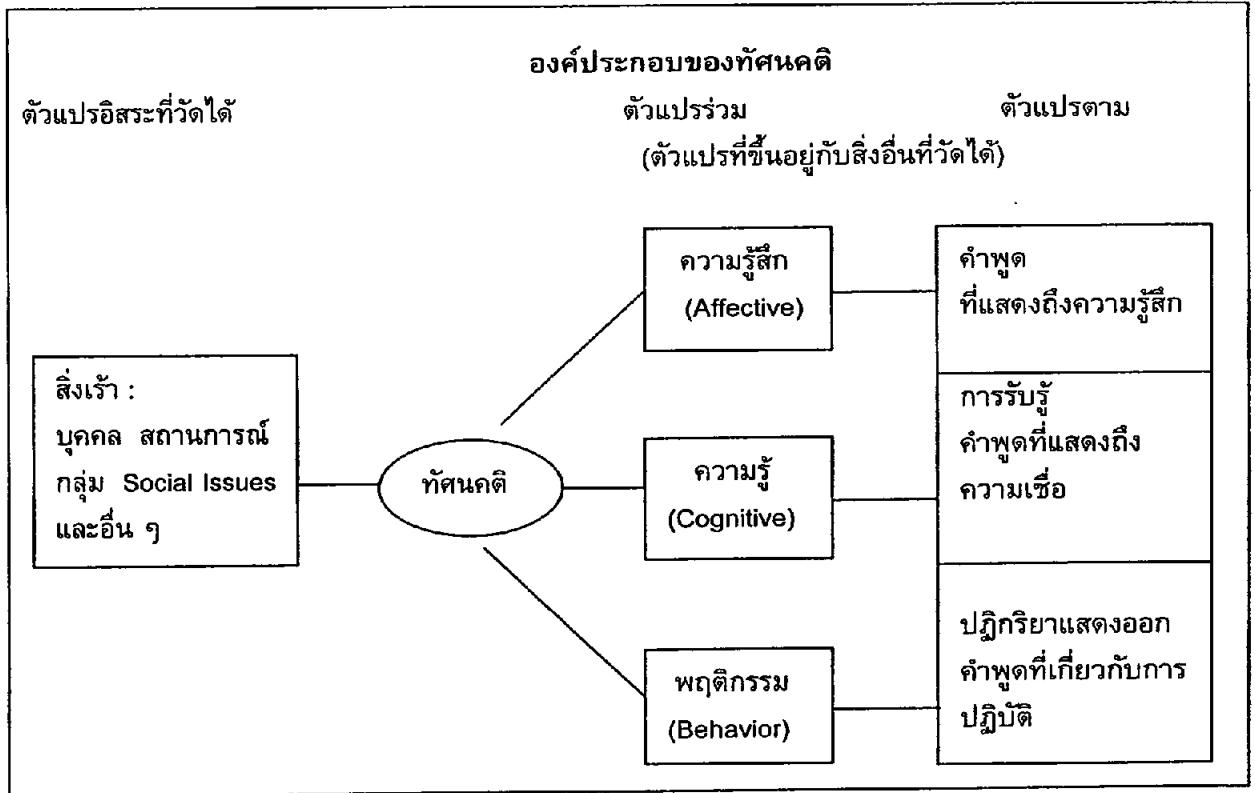 องค์ประกอบของทัศนคติ
ตัวแปรอิสระที่วัดได้
ตัวแปรร่วม
ตัวแปรตาม
(ตัวแปรที่ขึ้นอยู่กับสิ่งอื่นที่วัดได้)
สิ่งเร้า :
บุคคล สถานการณ์
กลุ่ม Social Issues
และอื่น ๆ
ทัศนคติ
ความรู้สึก
(Affective)
คำพูด
ที่แสดงถึงความรู้สึก
ความรู้
(Cognitive)
การรับรู้
คำพูดที่แสดงถึง
ความเชื่อ
พฤติกรรม
(Behavior)
ปฏิกริยาแสดงออก
คำพูดที่เกี่ยวกับการ
ปฏิบัติ